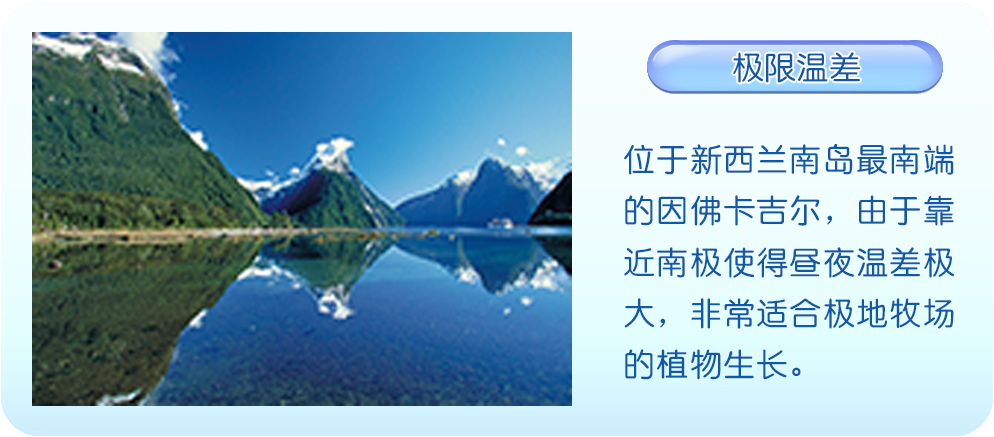 极限温差
位于新西兰南岛最南端
的因佛卡吉尔，由于靠
近南极使得昼夜温差极
大，非常适合极地牧场
的植物生长。